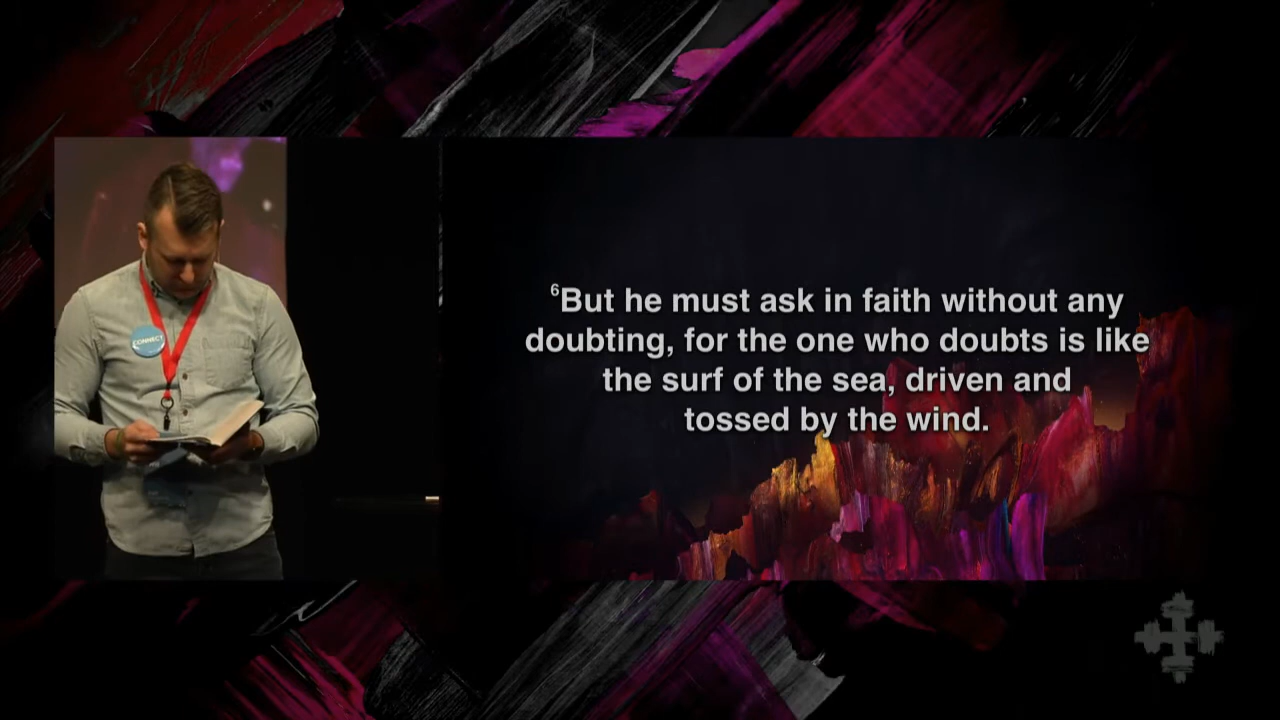 CONNECT
⁶But he must ask in faith without any
doubting, for the one who doubts is like
the surf of the sea, driven and
tossed by the wind.